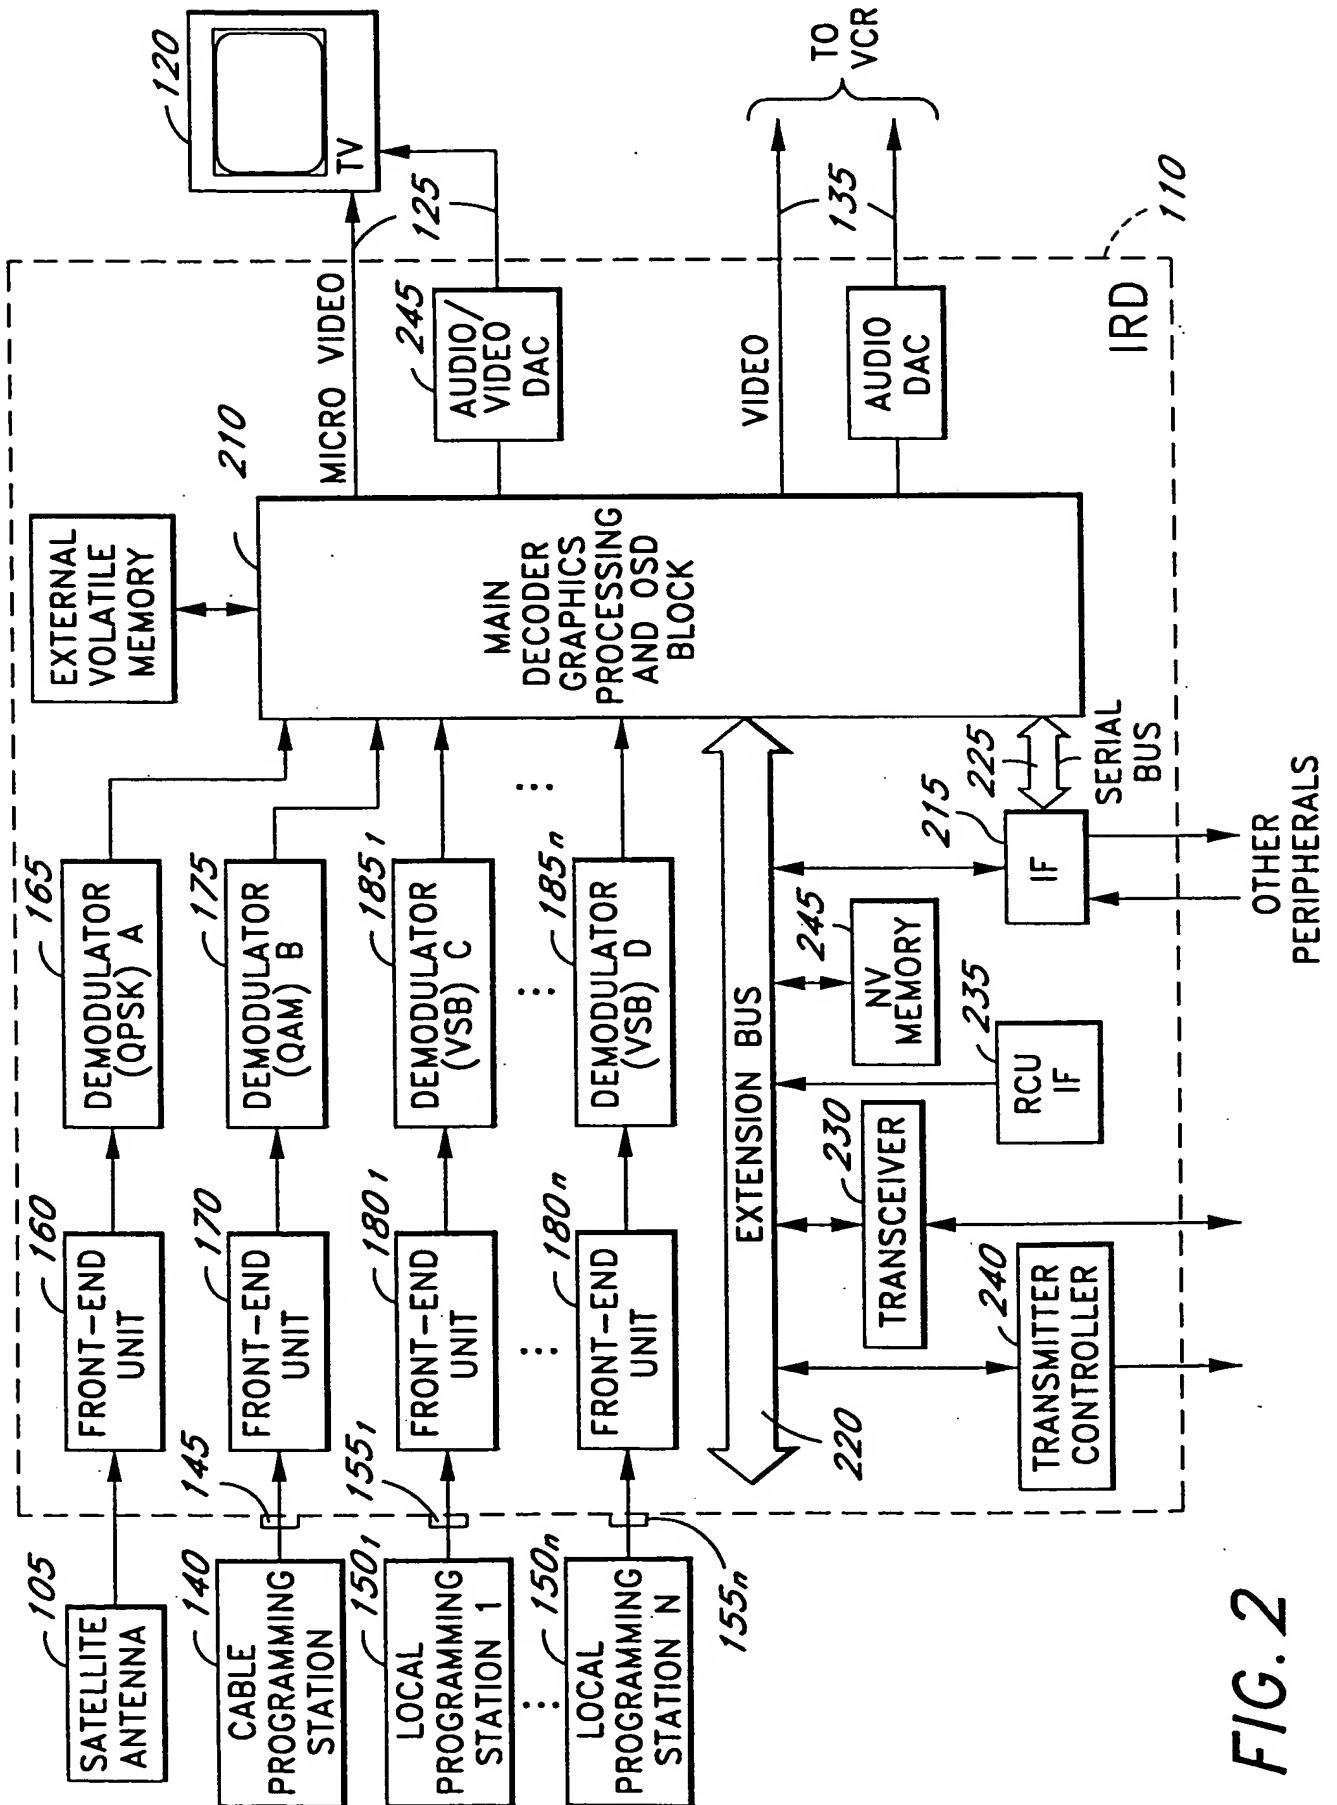 105
SATELLITE
ANTENNA
140
CABLE
PROGRAMMING
STATION
145
150₁
LOCAL
PROGRAMMING
STATION 1
155₁
150ₙ
LOCAL
PROGRAMMING
STATION N
155ₙ
160
FRONT-END
UNIT
170
FRONT-END
UNIT
180₁
FRONT-END
UNIT
180ₙ
FRONT-END
UNIT
165
DEMODULATOR
(QPSK) A
175
DEMODULATOR
(QAM) B
185₁
DEMODULATOR
(VSB) C
185ₙ
DEMODULATOR
(VSB) D
EXTERNAL
VOLATILE
MEMORY
210
MAIN
DECODER
GRAPHICS
PROCESSING
AND OSD
BLOCK
MICRO VIDEO
245
AUDIO/
VIDEO
DAC
125
120
TV
VIDEO
AUDIO
DAC
135
TO
VCR
110
IRD
EXTENSION BUS
220
240
TRANSMITTER
CONTROLLER
230
TRANSCEIVER
235
RCU
IF
245
NV
MEMORY
215
IF
225
SERIAL
BUS
OTHER
PERIPHERALS
FIG. 2